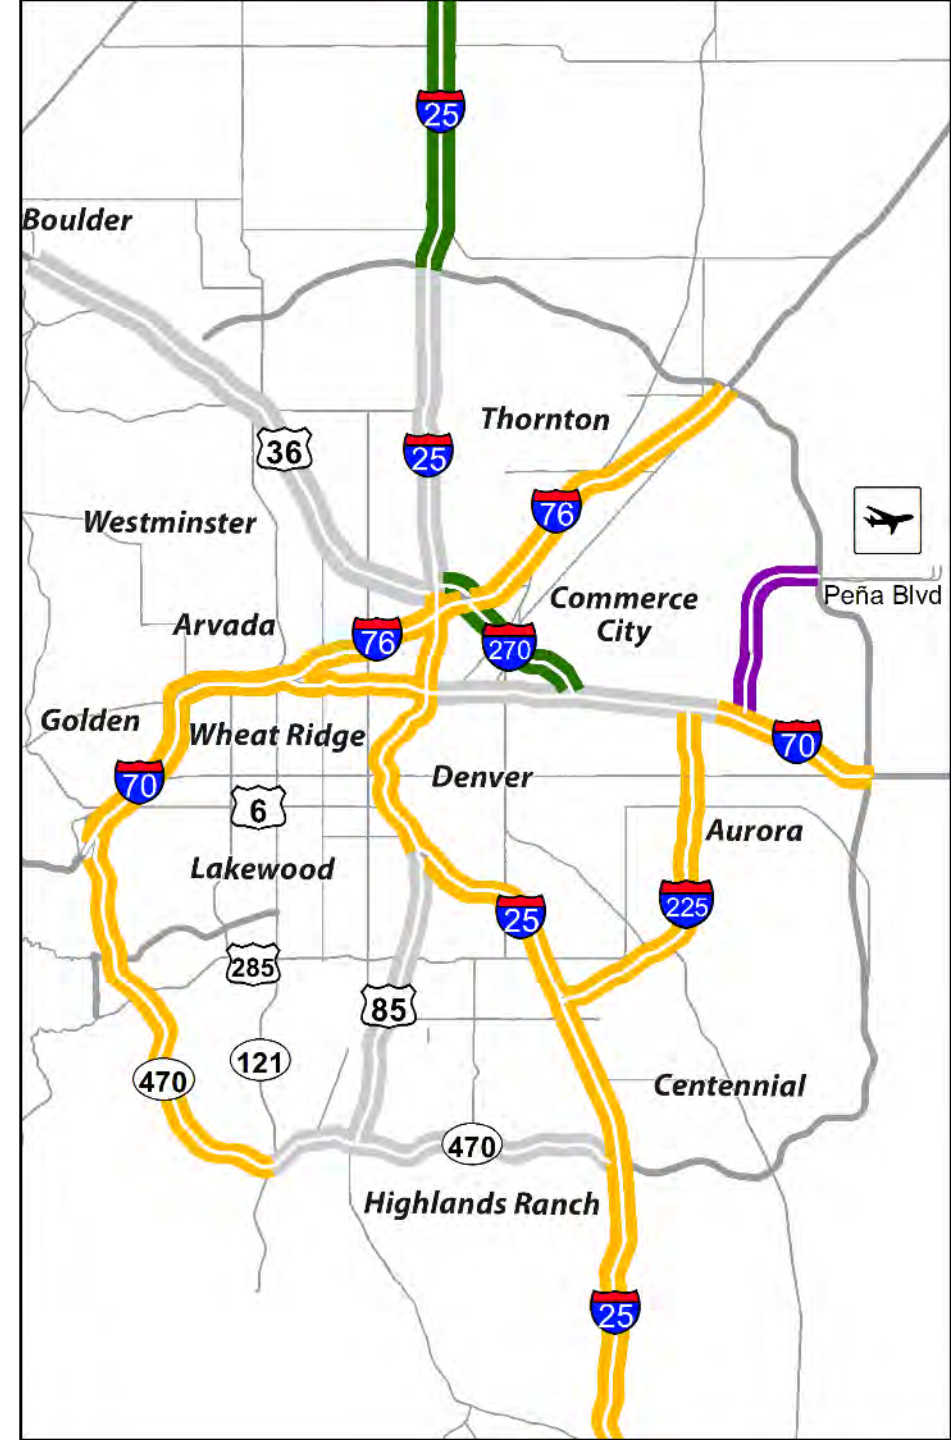 25
Boulder
Thornton
36
25
76
Westminster
Peña Blvd
Commerce
City
Arvada
76
270
Golden
Wheat Ridge
70
70
Denver
6
Aurora
Lakewood
25
225
285
85
121
470
Centennial
470
Highlands Ranch
25